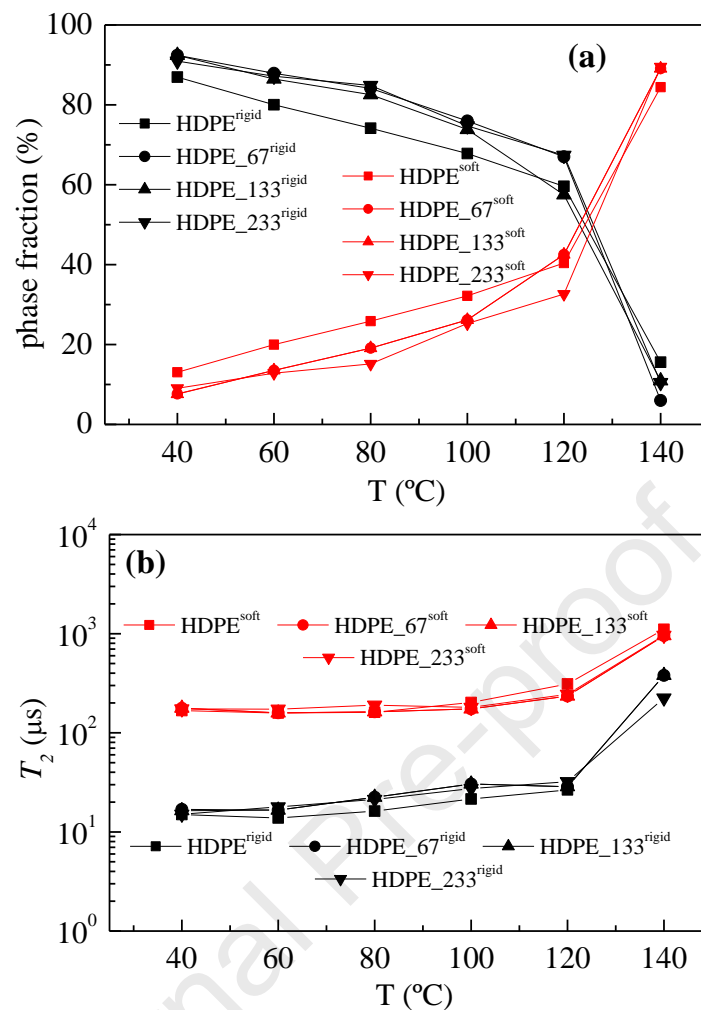 (a)
100
80
60
40
20
0
phase fraction (%)
HDPE^rigid
HDPE_67^rigid
HDPE_133^rigid
HDPE_233^rigid
HDPE^soft
HDPE_67^soft
HDPE_133^soft
HDPE_233^soft
40 60 80 100 120 140
T (ºC)
(b)
10^4
10^3
10^2
10^1
10^0
T_2 (µs)
HDPE^soft HDPE_67^soft HDPE_133^soft
HDPE_233^soft
HDPE^rigid HDPE_67^rigid HDPE_133^rigid
HDPE_233^rigid
40 60 80 100 120 140
T (ºC)
nal Pre-proof